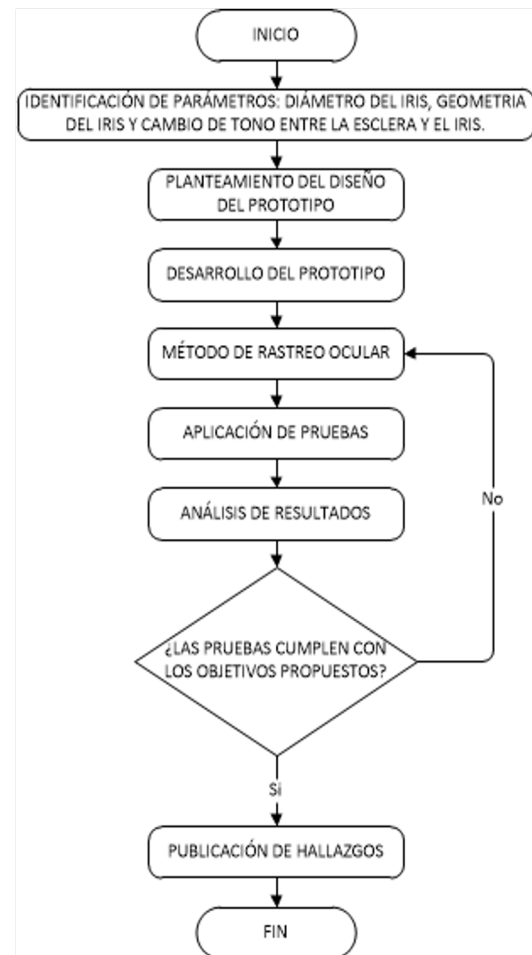 INICIO
IDENTIFICACIÓN DE PARÁMETROS: DIÁMETRO DEL IRIS, GEOMETRIA
DEL IRIS Y CAMBIO DE TONO ENTRE LA ESCLERA Y EL IRIS.
PLANTEAMIENTO DEL DISEÑO
DEL PROTOTIPO
DESARROLLO DEL PROTOTIPO
MÉTODO DE RASTREO OCULAR
APLICACIÓN DE PRUEBAS
ANÁLISIS DE RESULTADOS
No
¿LAS PRUEBAS CUMPLEN CON
LOS OBJETIVOS PROPUESTOS?
Si
PUBLICACIÓN DE HALLAZGOS
FIN